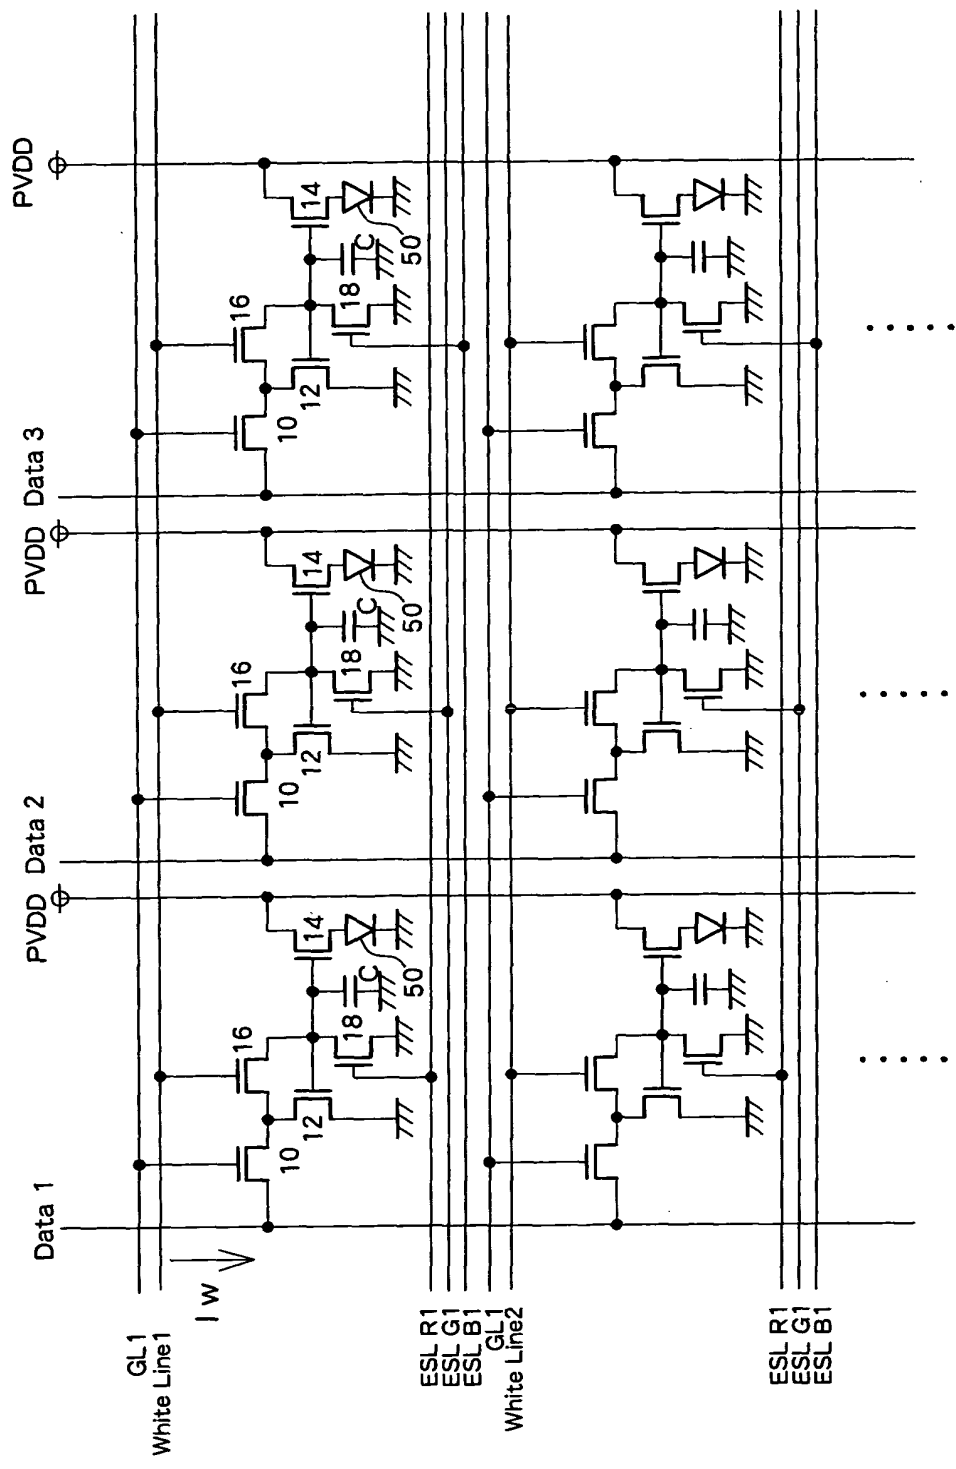 PVDD
PVDD
PVDD
Data 1
Data 2
Data 3
GL1
White Line1
I W
16
14
10
12
18
C
50
16
14
10
12
18
C
50
16
14
10
12
18
C
50
ESL R1
ESL G1
ESL B1
GL1
White Line2
ESL R1
ESL G1
ESL B1